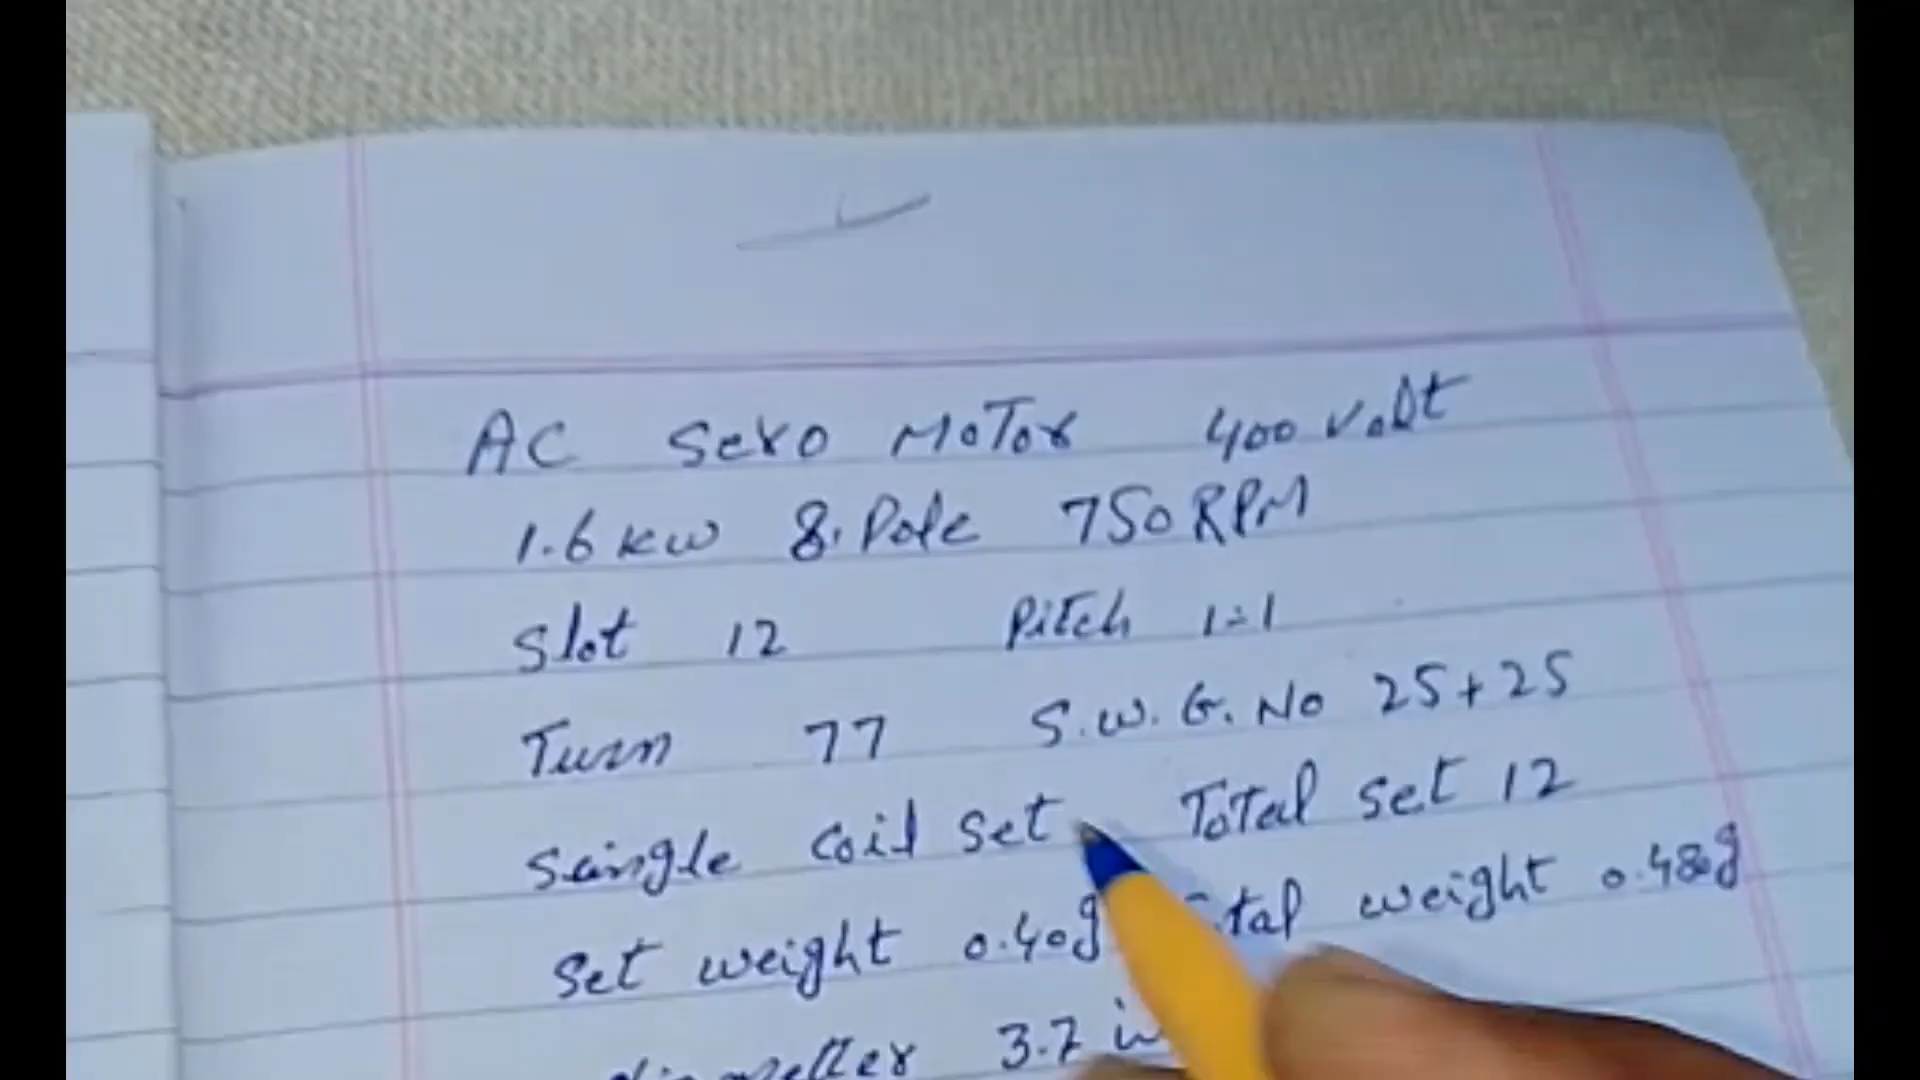 AC Sero Motor 400 Volt
1.6 kw 8. Pole 750 RPM
Slot 12 Pitch 1=1
Turn 77 S.W.G. No 25+25
Saingle Coil Set Total Set 12
Set weight 0.40g weight 0.480g
3.7